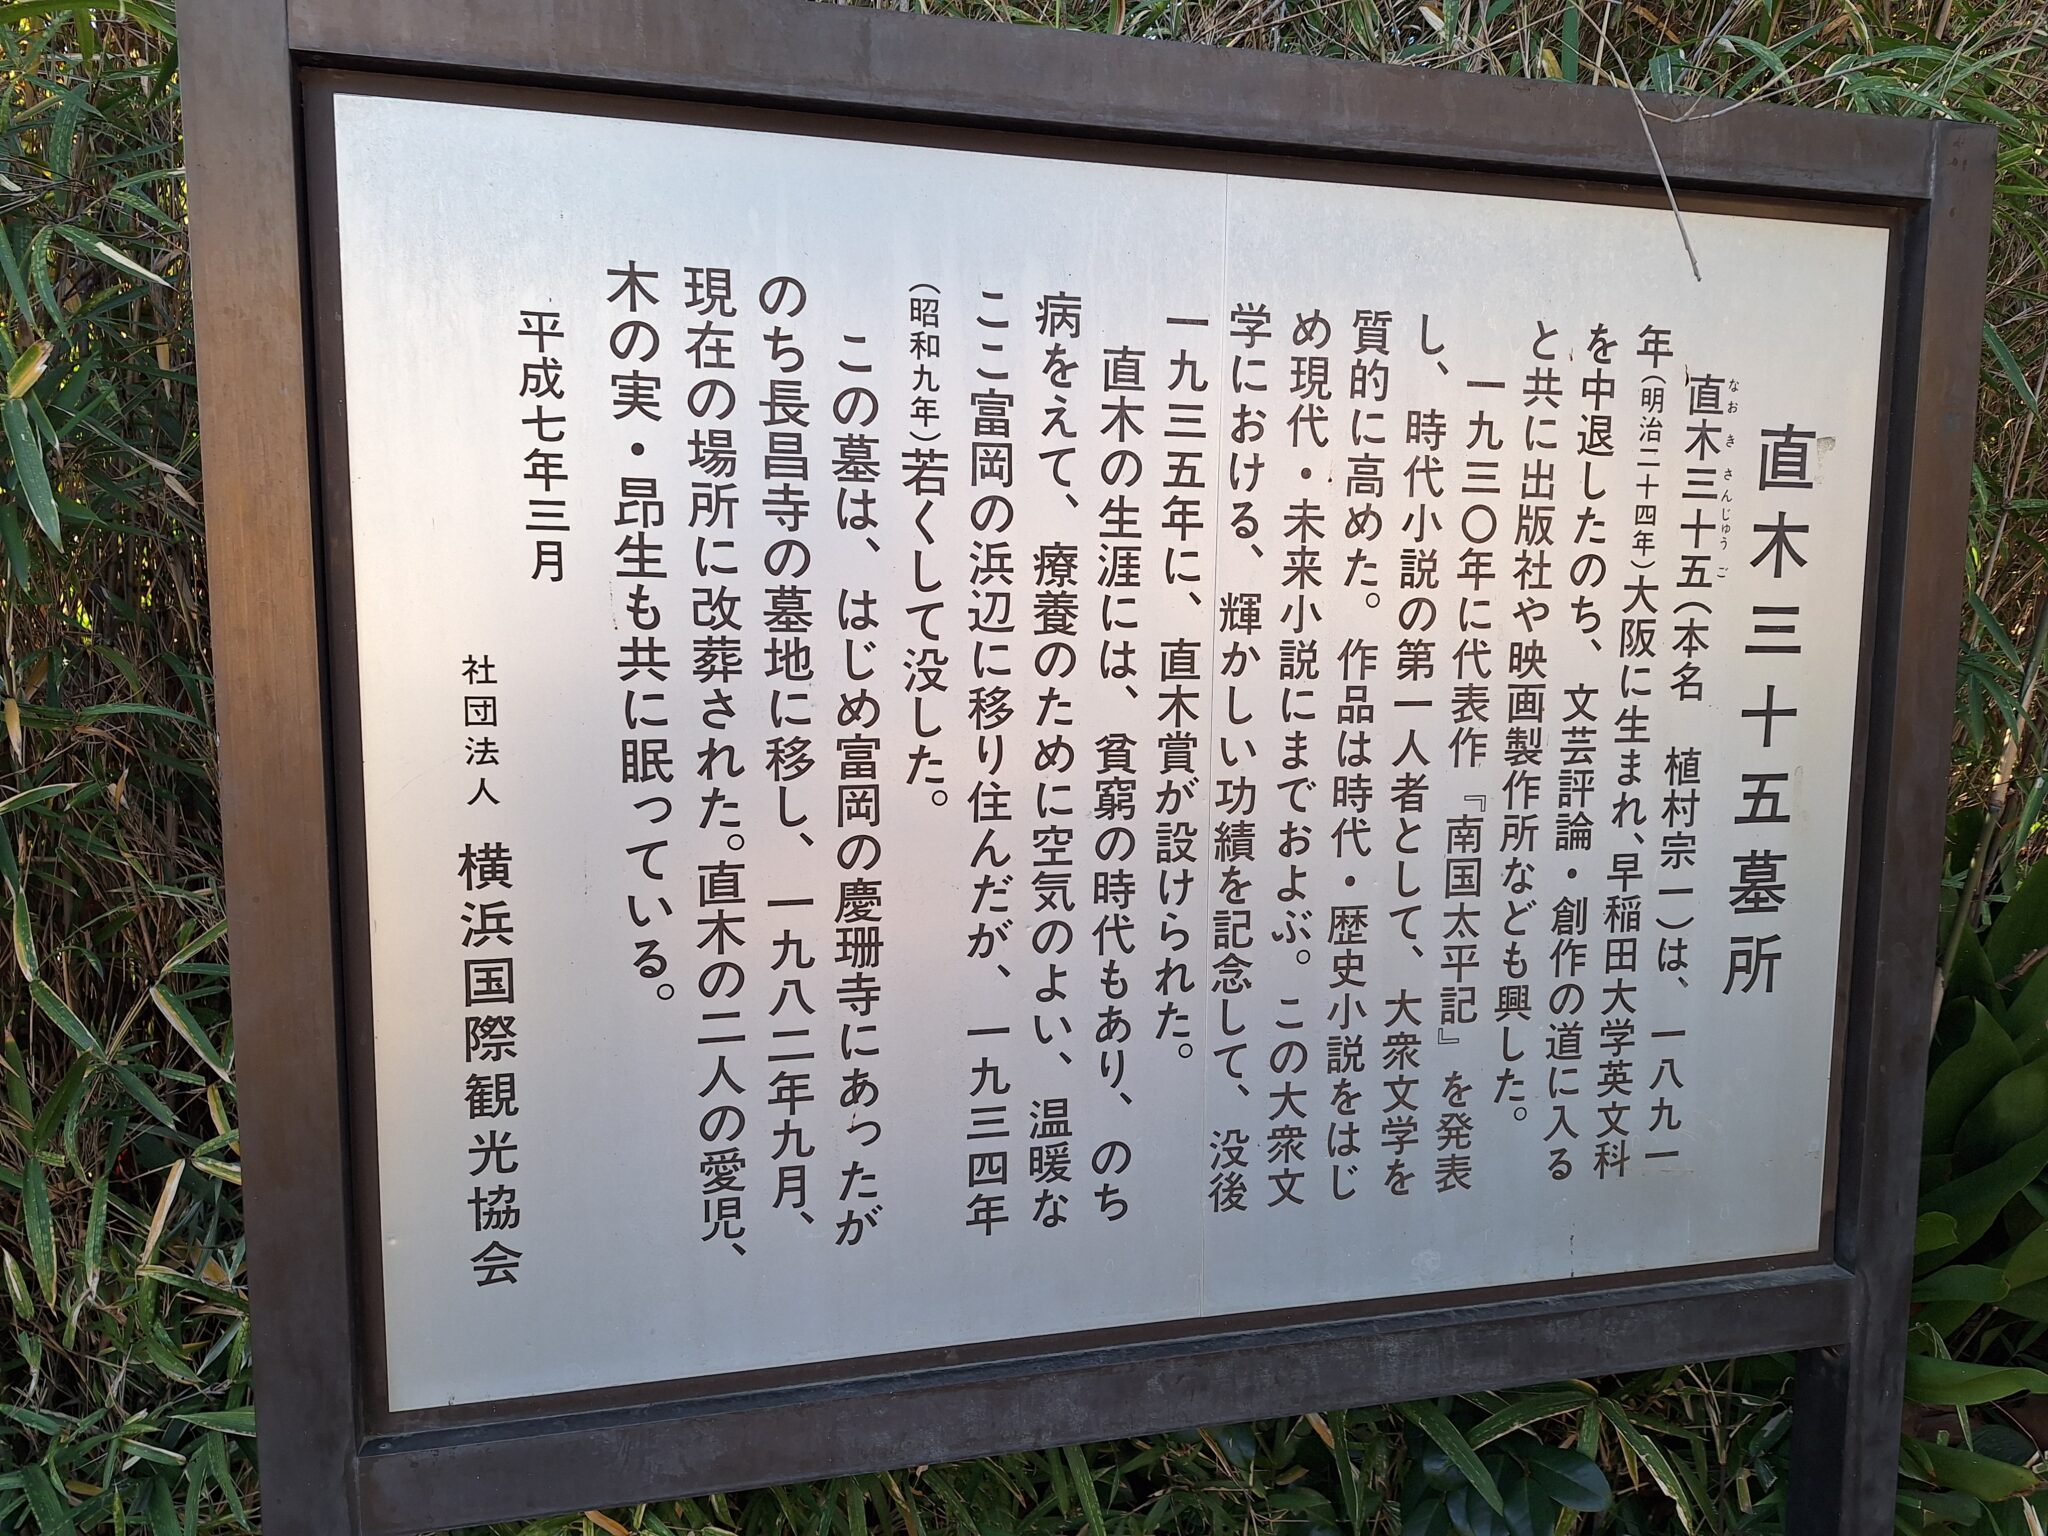 直木三十五墓所
直木三十五(本名　植村宗一)は、一八九一
なおきさんじゅうご
年(明治二十四年)大阪に生まれ、早稲田大学英文科
を中退したのち、文芸評論・創作の道に入る
と共に出版社や映画製作所なども興した。
一九三〇年に代表作『南国太平記』を発表
し、時代小説の第一人者として、大衆文学を
質的に高めた。作品は時代・歴史小説をはじ
め現代・未来小説にまでおよぶ。この大衆文
学における、輝かしい功績を記念して、没後
一九三五年に、直木賞が設けられた。
直木の生涯には、貧窮の時代もあり、のち
病をえて、療養のために空気のよい、温暖な
ここ富岡の浜辺に移り住んだが、一九三四年
(昭和九年)若くして没した。
この墓は、はじめ富岡の慶珊寺にあったが
のち長昌寺の墓地に移し、一九八二年九月、
現在の場所に改葬された。直木の二人の愛児、
木の実・昂生も共に眠っている。
平成七年三月
社団法人 横浜国際観光協会